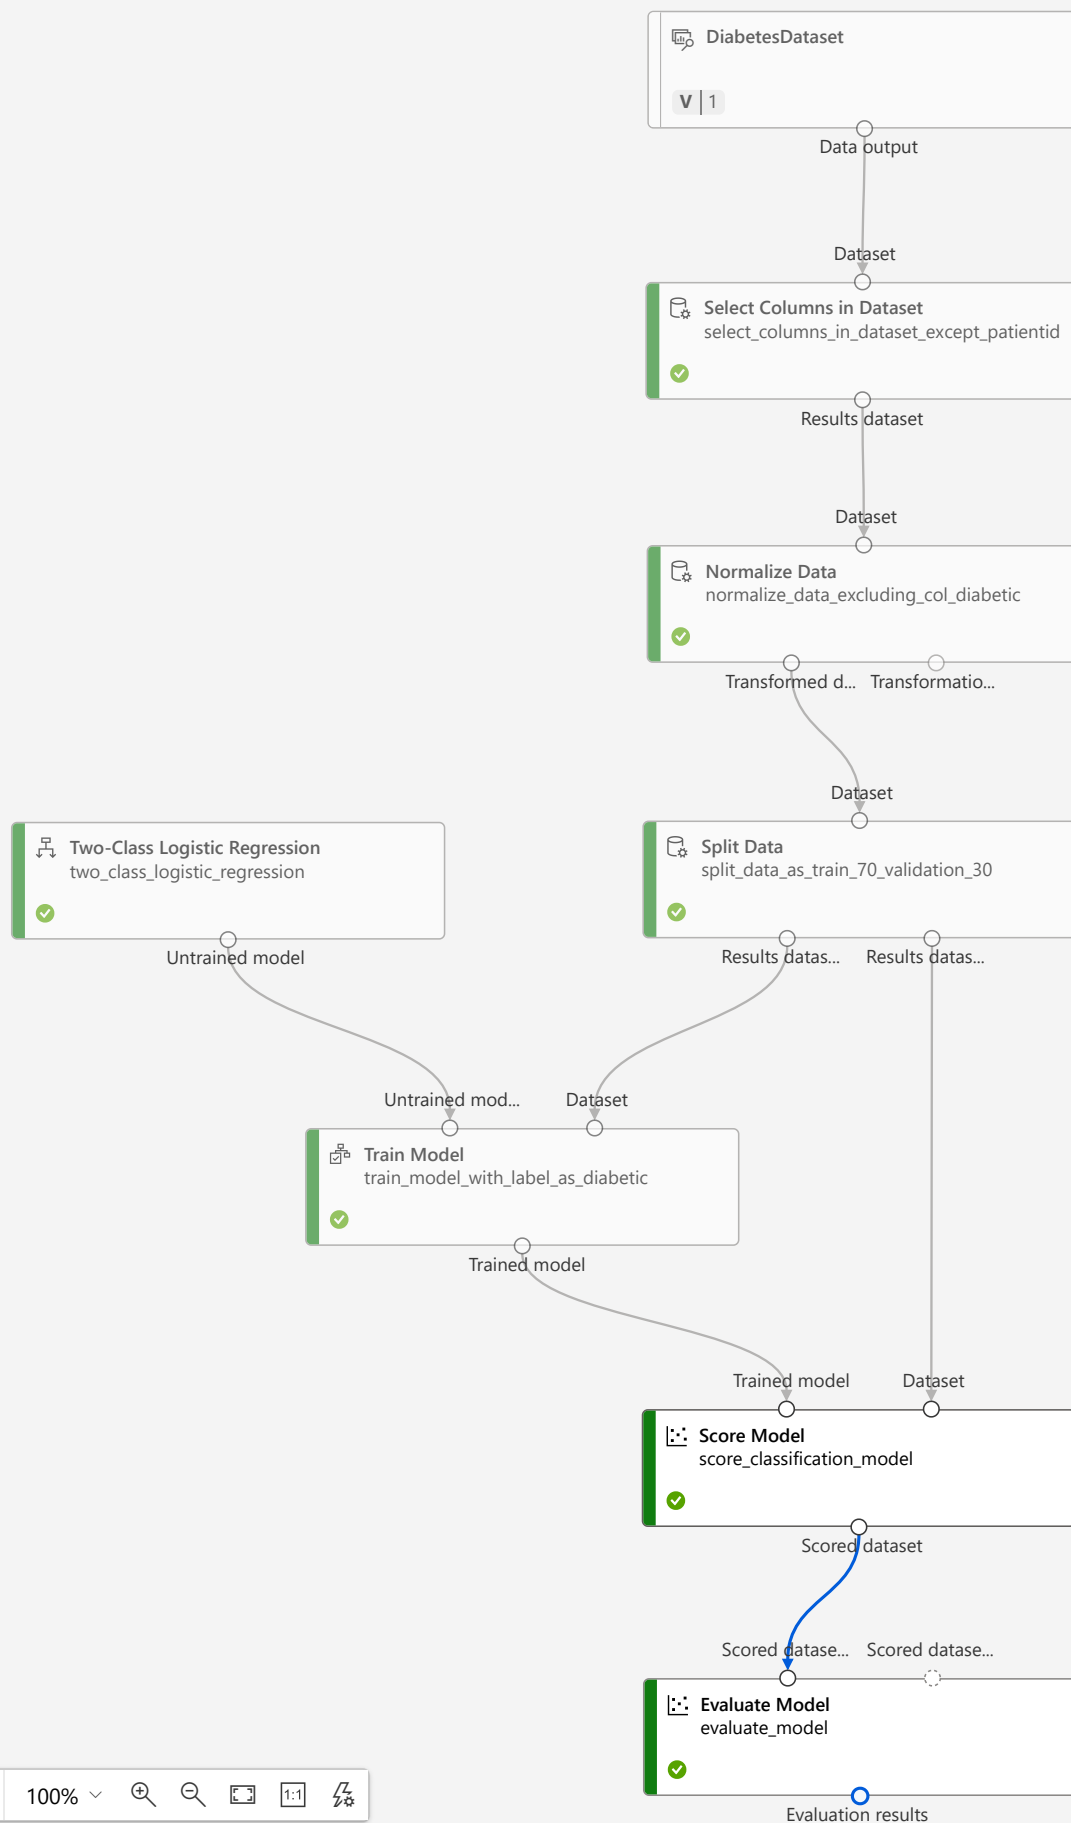 DiabetesDataset
V 1
Data output
Dataset
Select Columns in Dataset
select_columns_in_dataset_except_patientid
Results dataset
Dataset
Normalize Data
normalize_data_excluding_col_diabetic
Transformed d... Transformatio...
Dataset
Two-Class Logistic Regression
two_class_logistic_regression
Untrained model
Split Data
split_data_as_train_70_validation_30
Results datas... Results datas...
Untrained mod... Dataset
Train Model
train_model_with_label_as_diabetic
Trained model
Trained model Dataset
Score Model
score_classification_model
Scored dataset
Scored datase... Scored datase...
Evaluate Model
evaluate_model
Evaluation results
100% 1:1